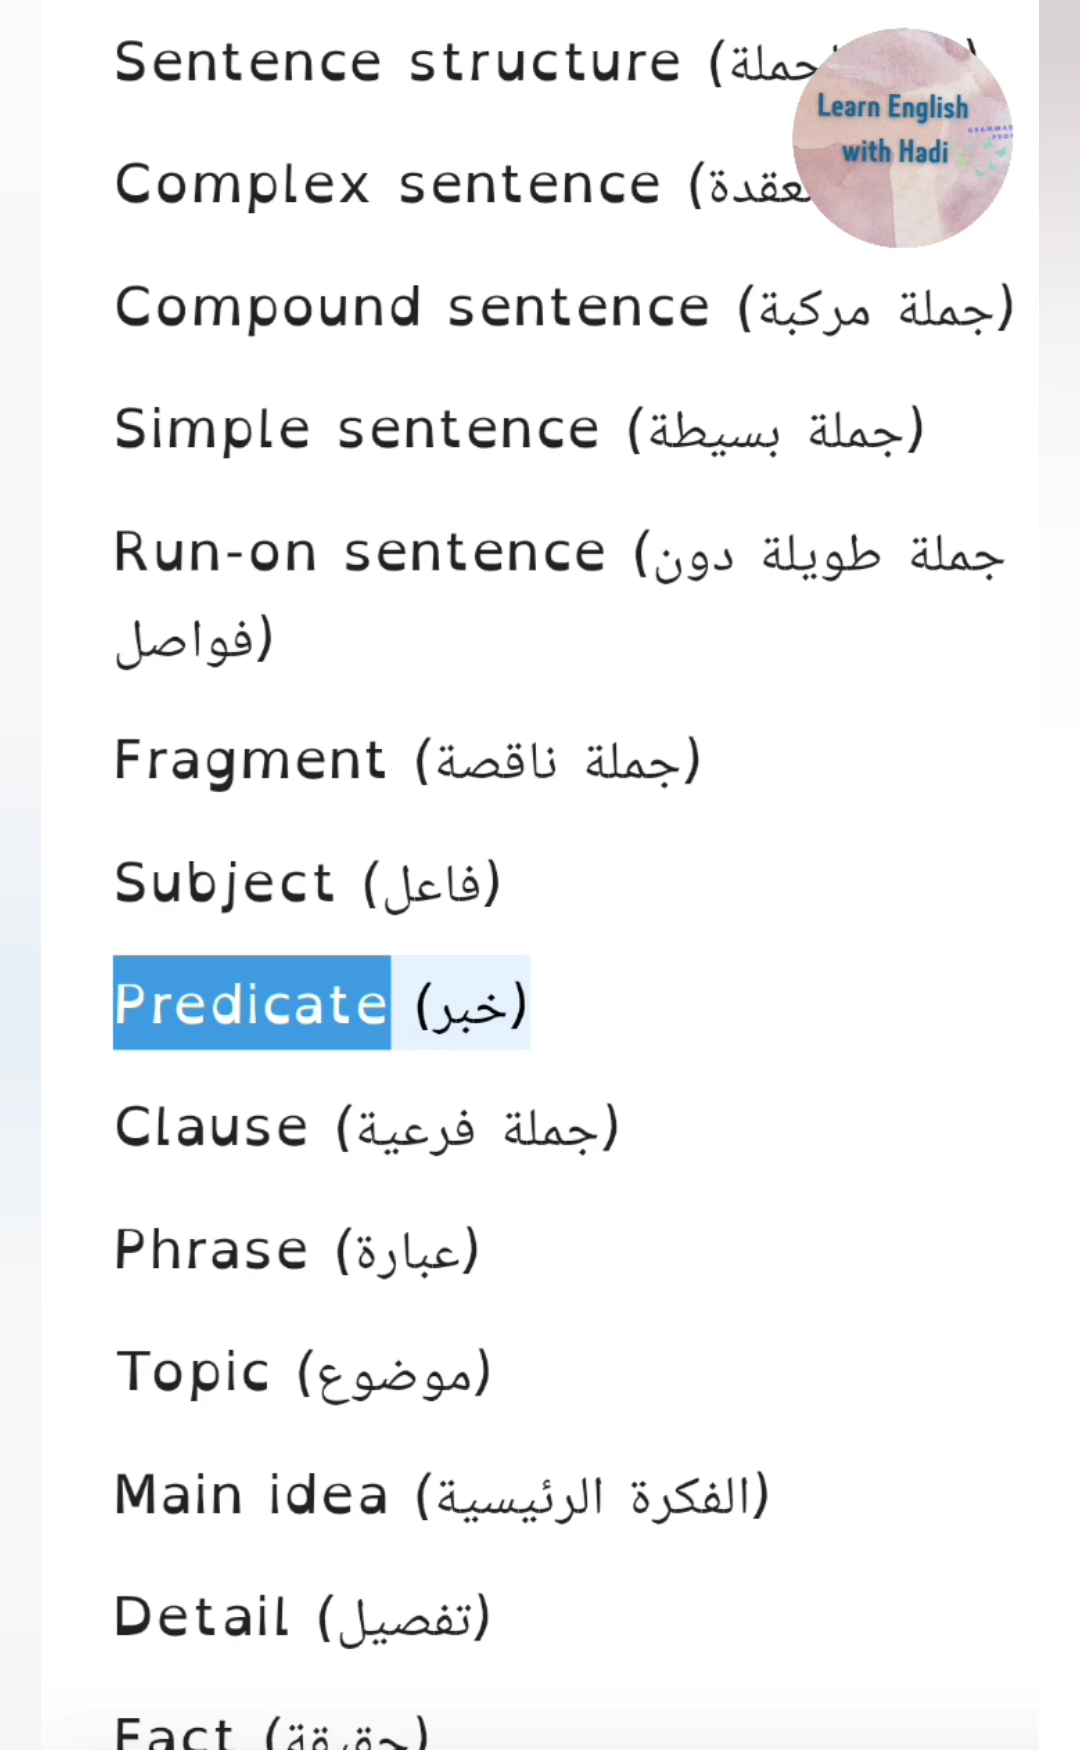 Sentence structure (
Complex sentence (
Learn English
with Hadi
Compound sentence (جملة مركبة)
Simple sentence (جملة بسيطة)
Run-on sentence (جملة طويلة دون
فواصل)
Fragment (جملة ناقصة)
Subject (فاعل)
Predicate (خبر)
Clause (جملة فرعية)
Phrase (عبارة)
Topic (موضوع)
Main idea (الفكرة الرئيسية)
Detail (تفصيل)
Fact (حقيقة)